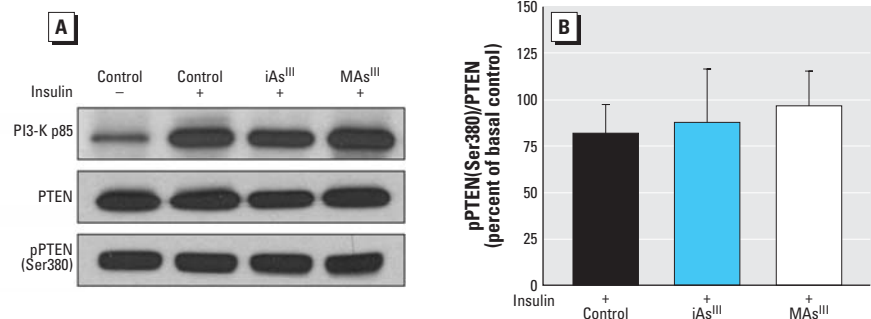 A
Control Control iAsIII MAsIII
Insulin – + + +
PI3-K p85
PTEN
pPTEN
(Ser380)
B
pPTEN(Ser380)/PTEN
(percent of basal control)
150
125
100
75
50
25
0
Insulin + + +
Control iAsIII MAsIII